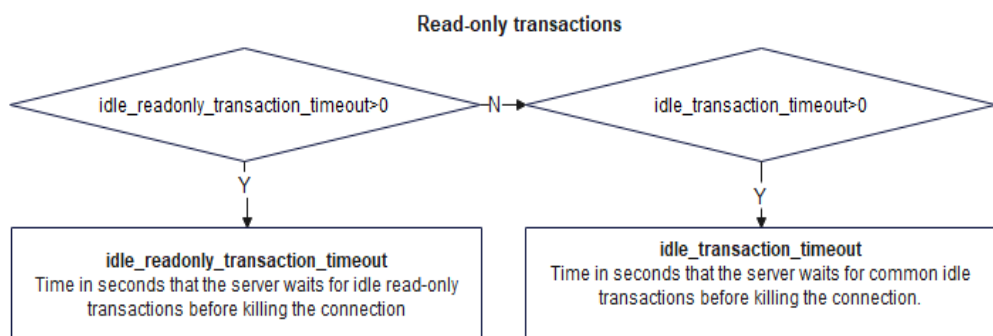 Read-only transactions
idle_readonly_transaction_timeout>0
N
idle_transaction_timeout>0
Y
Y
idle_readonly_transaction_timeout
Time in seconds that the server waits for idle read-only
transactions before killing the connection
idle_transaction_timeout
Time in seconds that the server waits for common idle
transactions before killing the connection.